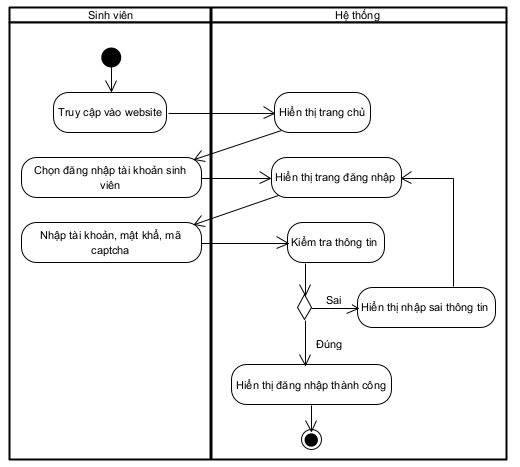 Sinh viên
Hệ thống
Truy cập vào website
Hiển thị trang chủ
Chọn đăng nhập tài khoản sinh
viên
Hiển thị trang đăng nhập
Nhập tài khoản, mật khẩ, mã
captcha
Kiểm tra thông tin
Sai
Hiển thị nhập sai thông tin
Đúng
Hiển thị đăng nhập thành công